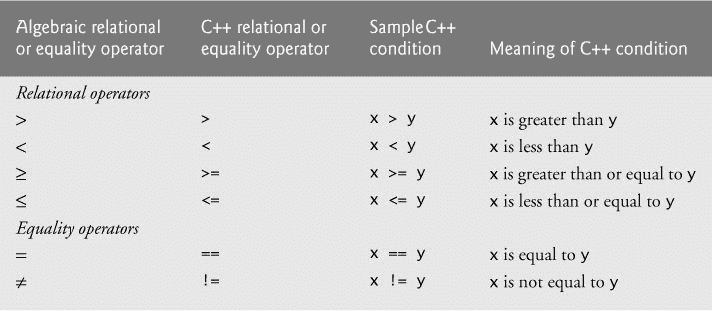 Algebraic relational C++ relational or Sample C++
or equality operator equality operator condition Meaning of C++ condition
Relational operators
> > x > y x is greater than y
< < x < y x is less than y
≥ >= x >= y x is greater than or equal to y
≤ <= x <= y x is less than or equal to y
Equality operators
= == x == y x is equal to y
≠ != x != y x is not equal to y